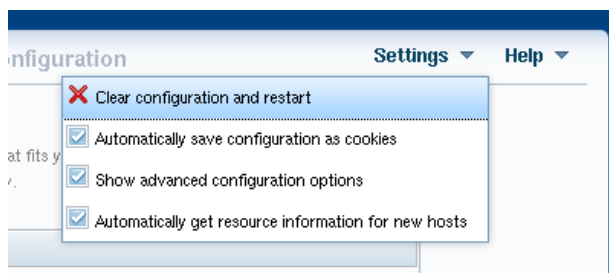 nfiguration
Settings Help
Clear configuration and restart
Automatically save configuration as cookies
at fits y
Show advanced configuration options
Automatically get resource information for new hosts